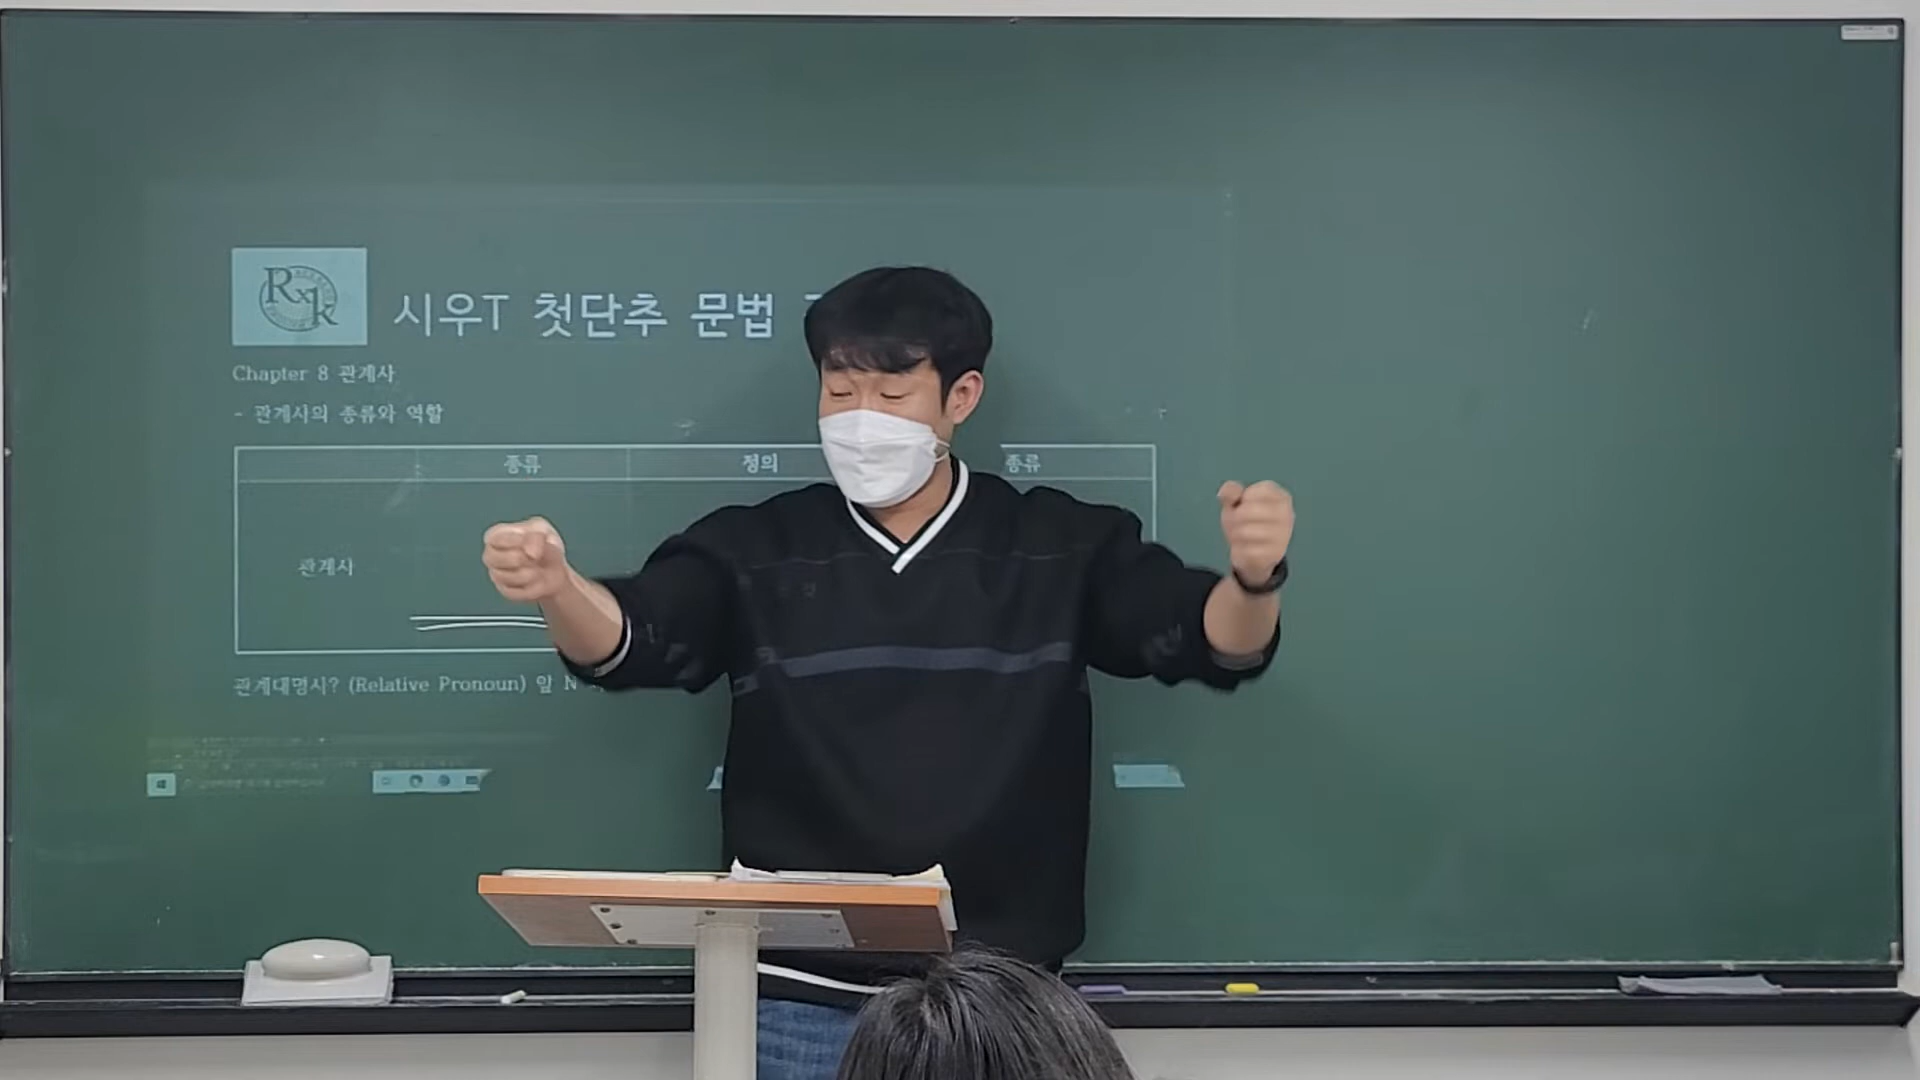 Rxk
시우T 첫단추 문법
Chapter 8 관계사
- 관계사의 종류와 역할
종류 정의 종류
관계사
관계대명사? (Relative Pronoun) 앞 N